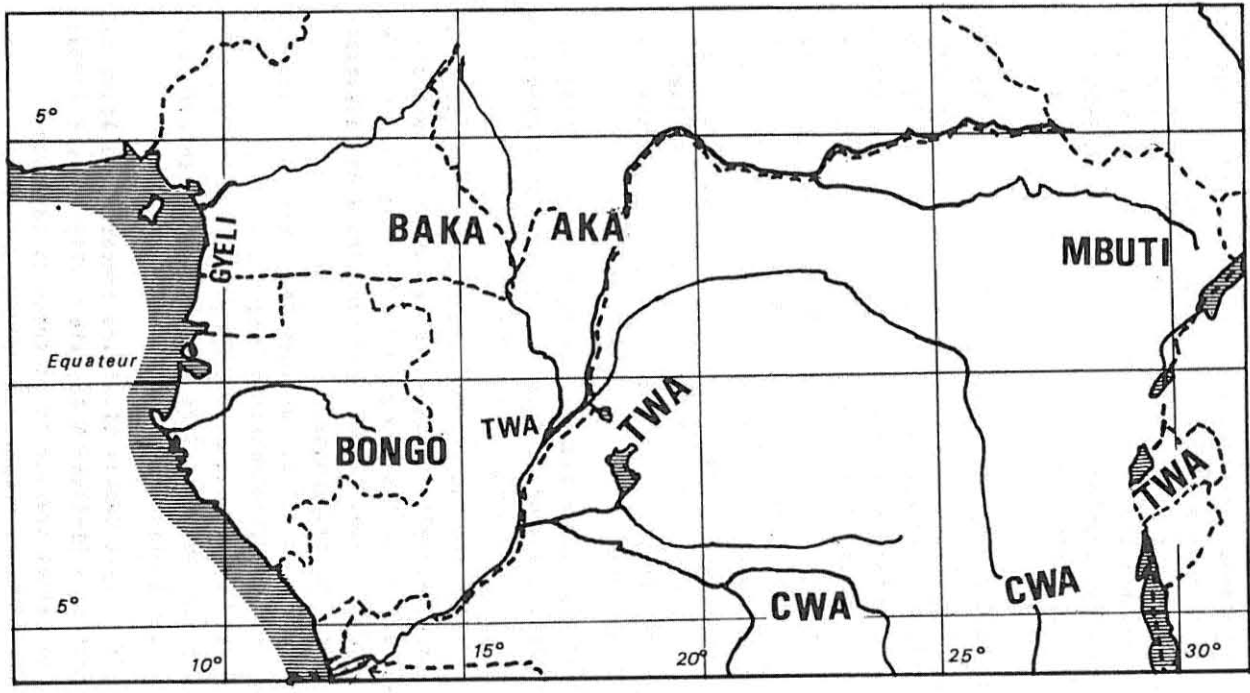 5°
GYELI
BAKA
AKA
MBUTI
Equateur
TWA
TWA
BONGO
TWA
5°
CWA
CWA
10°
15°
20°
25°
30°